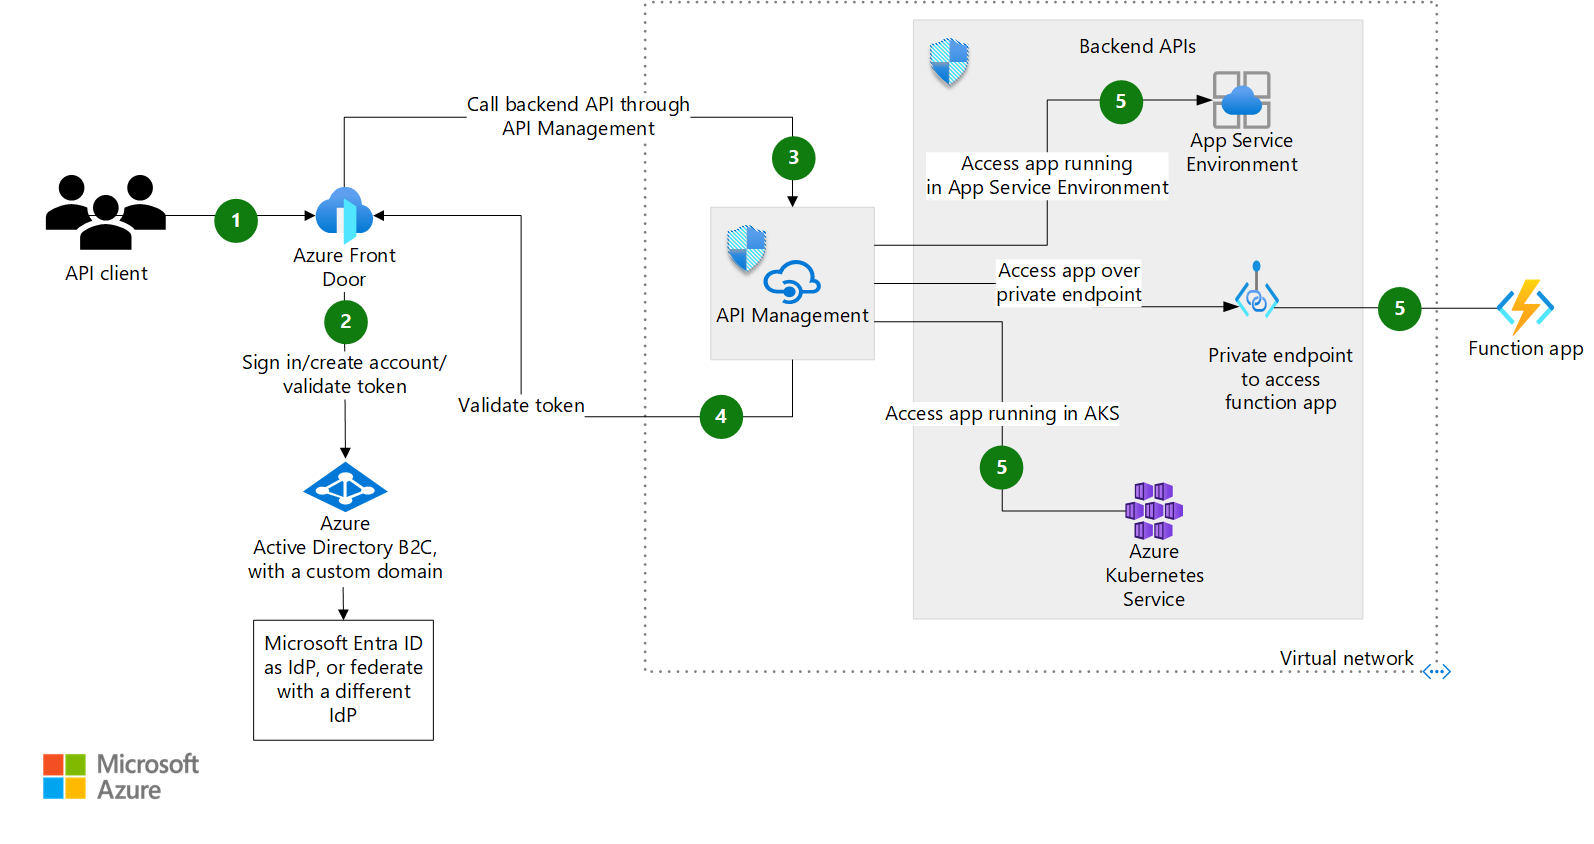 Backend APIs
Call backend API through
API Management
5
App Service
Environment
3
Access app running
in App Service Environment
1
API client
Azure Front
Door
API Management
Access app over
private endpoint
5
Function app
Private endpoint
to access
function app
2
Sign in/create account/
validate token
Validate token
4
Access app running in AKS
5
Azure
Kubernetes
Service
Azure
Active Directory B2C,
with a custom domain
Microsoft Entra ID
as IdP, or federate
with a different
IdP
Virtual network
Microsoft
Azure